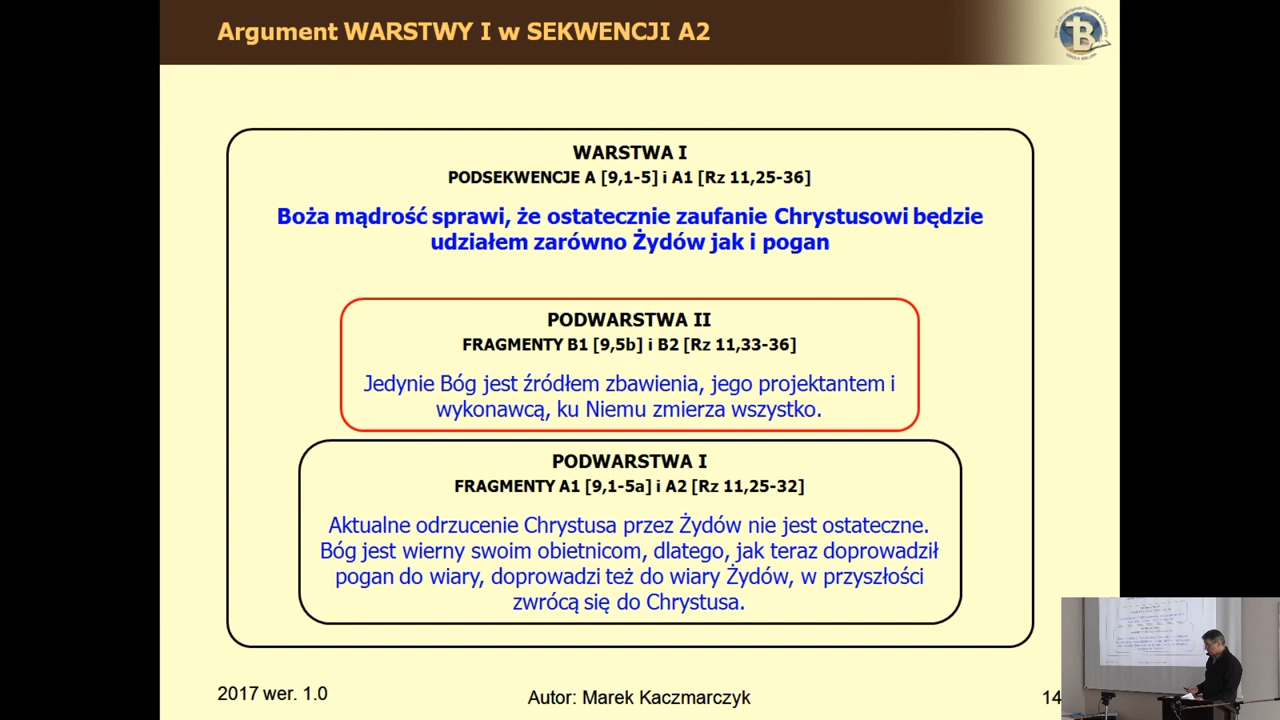 Argument WARSTWY I w SEKWENCJI A2
WARSTWA I
PODSEKWENCJE A [9,1-5] i A1 [Rz 11,25-36]
Boża mądrość sprawi, że ostatecznie zaufanie Chrystusowi będzie
udziałem zarówno Żydów jak i pogan
PODWARSTWA II
FRAGMENTY B1 [9,5b] i B2 [Rz 11,33-36]
Jedynie Bóg jest źródłem zbawienia, jego projektantem i
wykonawcą, ku Niemu zmierza wszystko.
PODWARSTWA I
FRAGMENTY A1 [9,1-5a] i A2 [Rz 11,25-32]
Aktualne odrzucenie Chrystusa przez Żydów nie jest ostateczne.
Bóg jest wierny swoim obietnicom, dlatego, jak teraz doprowadził
pogan do wiary, doprowadzi też do wiary Żydów, w przyszłości
zwrócą się do Chrystusa.
2017 wer. 1.0
Autor: Marek Kaczmarczyk
14